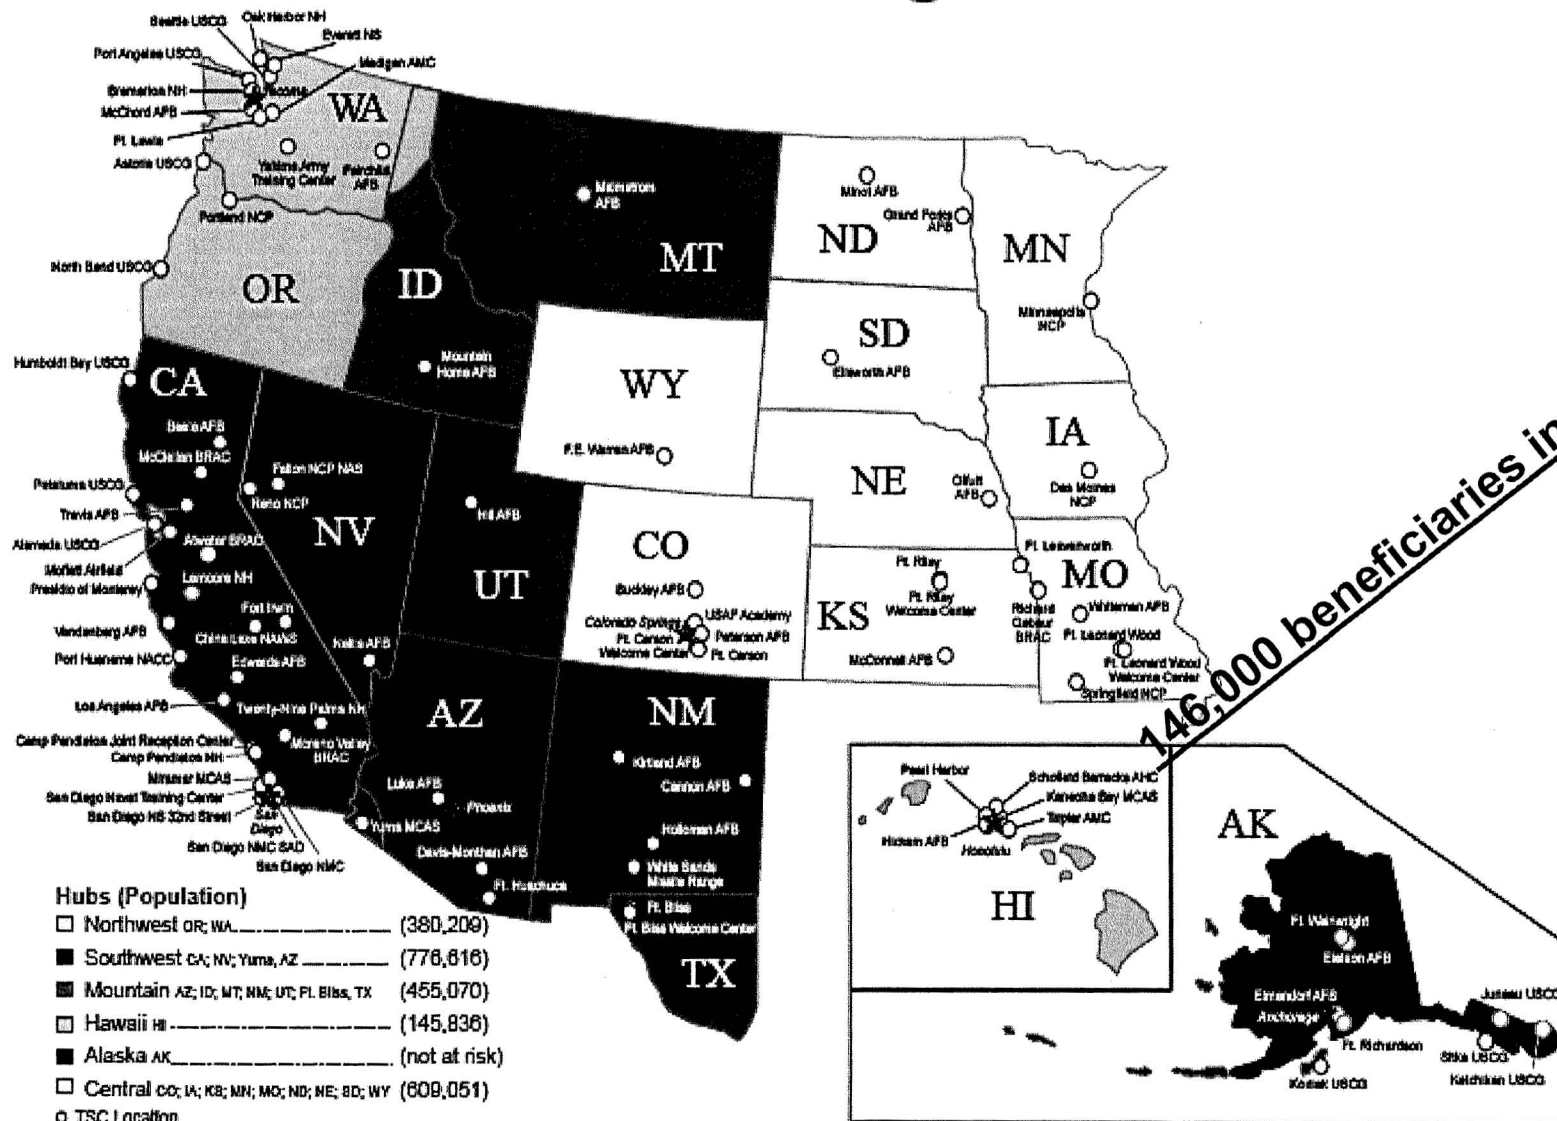 Seattle USCG
Oak Harbor NH
Everett NS
Port Angeles USCG
Madigan AMC
Bremerton NH
Tacoma
McChord AFB
WA
Ft. Lewis
Astoria USCG
Yakima Army
Training Center
Fairchild
AFB
Portland NCP
North Bend USCG
OR
ID
Mountain
Home AFB
Malmstrom
AFB
MT
Minot AFB
Grand Forks
AFB
ND
MN
Minneapolis
NCP
SD
Ellsworth AFB
WY
F.E. Warren AFB
NE
Offutt
AFB
IA
Des Moines
NCP
Humboldt Bay USCG
CA
Beale AFB
McClellan BRAC
Petaluma USCG
Travis AFB
Alameda USCG
Atwater BRAC
Moffett Airfield
Presidio of Monterey
Lemoore NH
Fort Irwin
Vandenberg AFB
China Lake NAWS
Port Hueneme NACC
Edwards AFB
Los Angeles AFB
Twenty-Nine Palms NH
Camp Pendleton Joint Reception Center
Camp Pendleton NH
Moreno Valley
BRAC
Miramar MCAS
San Diego Naval Training Center
San Diego NS 32nd Street
San
Diego
San Diego NMC SAD
San Diego NMC
Fallon NCP NAS
Reno NCP
NV
Nellis AFB
Hill AFB
UT
CO
Buckley AFB
Colorado Springs
USAF Academy
Ft. Carson
Welcome Center
Peterson AFB
Ft. Carson
KS
Ft. Riley
Ft. Riley
Welcome Center
McConnell AFB
Ft. Leavenworth
MO
Richard
Gebaur
BRAC
Whiteman AFB
Ft. Leonard Wood
Ft. Leonard Wood
Welcome Center
Springfield NCP
AZ
Luke AFB
Phoenix
Yuma MCAS
Davis-Monthan AFB
Ft. Huachuca
NM
Kirtland AFB
Cannon AFB
Holloman AFB
White Sands
Missile Range
Ft. Bliss
Ft. Bliss Welcome Center
TX
146,000 beneficiaries in
Pearl Harbor
Schofield Barracks AHC
Kaneohe Bay MCAS
Tripler AMC
Hickam AFB
Honolulu
HI
AK
Ft. Wainwright
Eielson AFB
Elmendorf AFB
Anchorage
Ft. Richardson
Kodiak USCG
Juneau USCG
Sitka USCG
Ketchikan USCG
Hubs (Population)
Northwest OR; WA (380,209)
Southwest CA; NV; Yuma, AZ (776,616)
Mountain AZ; ID; MT; NM; UT; Ft. Bliss, TX (455,070)
Hawaii HI (145,836)
Alaska AK (not at risk)
Central CO; IA; KS; MN; MO; ND; NE; SD; WY (609,051)
TSC Location